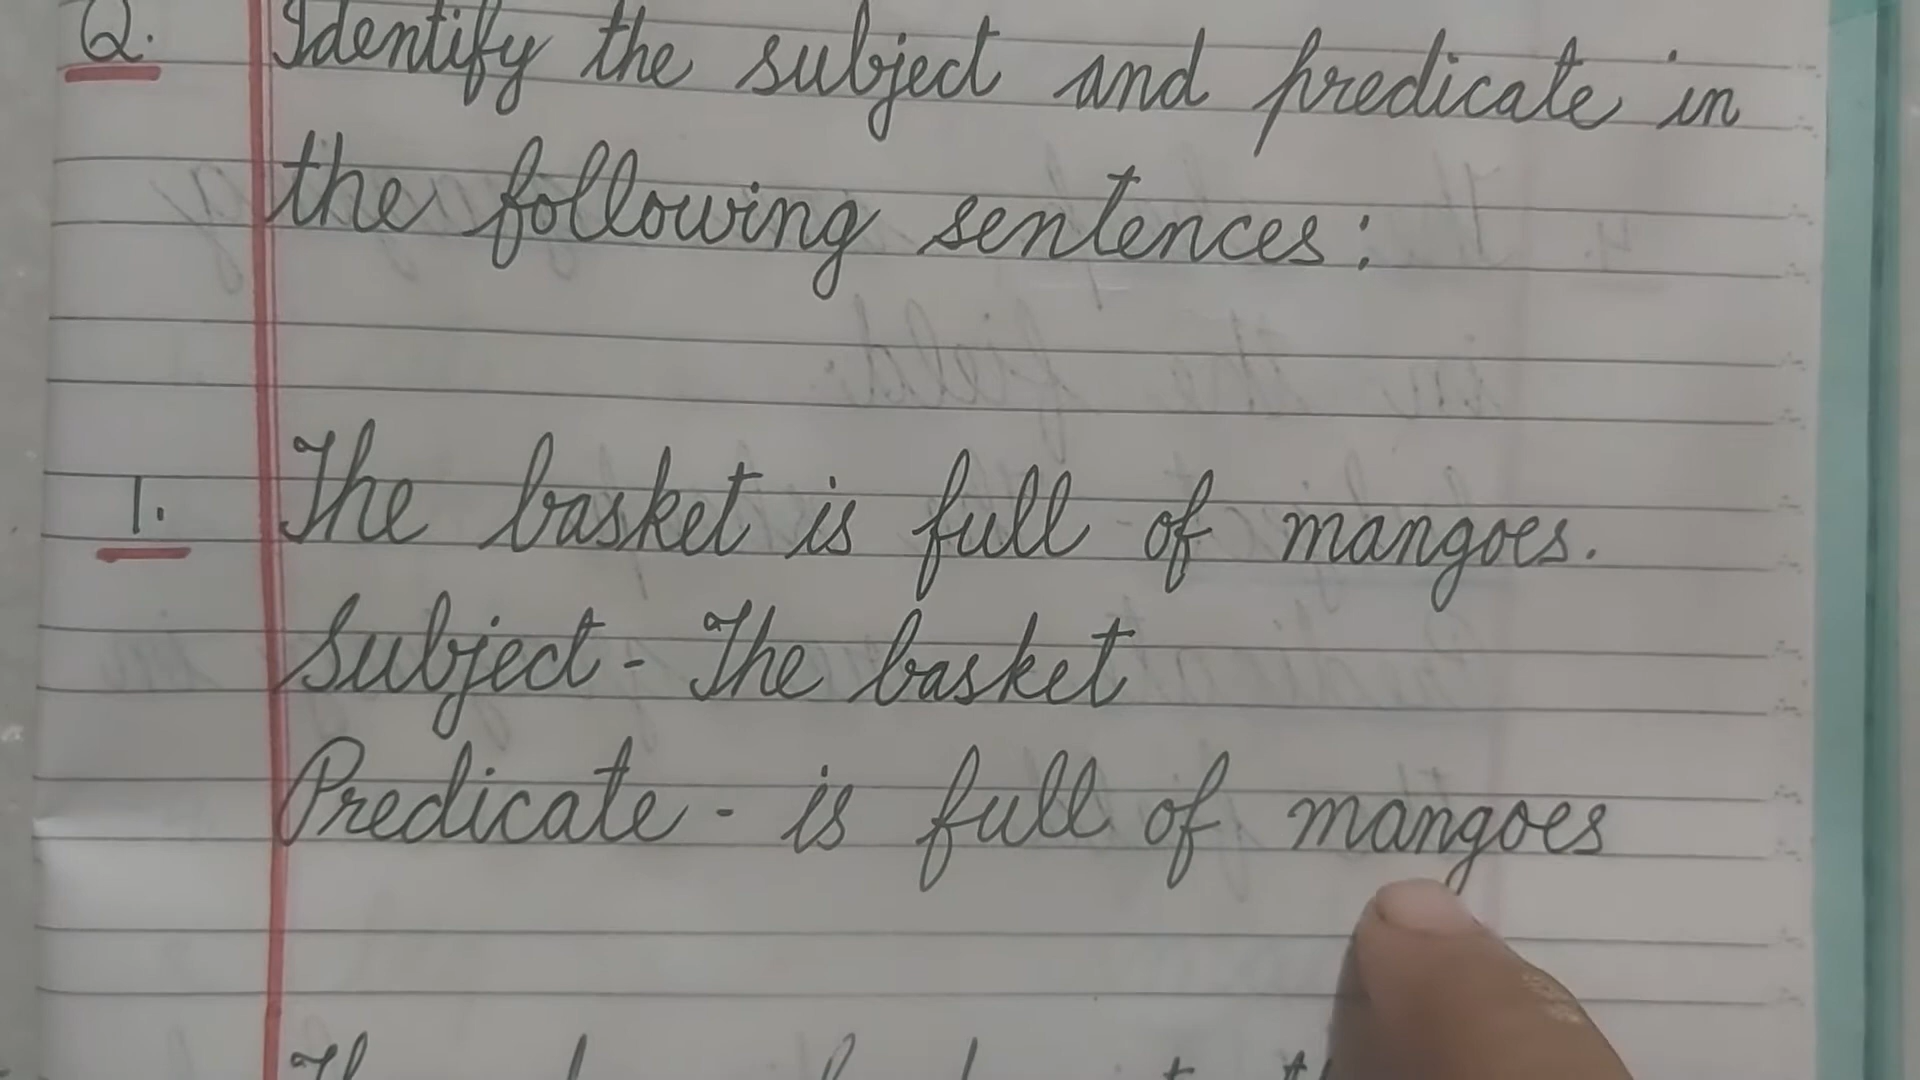 Q. Identify the subject and predicate in
the following sentences:
1. The basket is full of mangoes.
Subject - The basket
Predicate - is full of mangoes